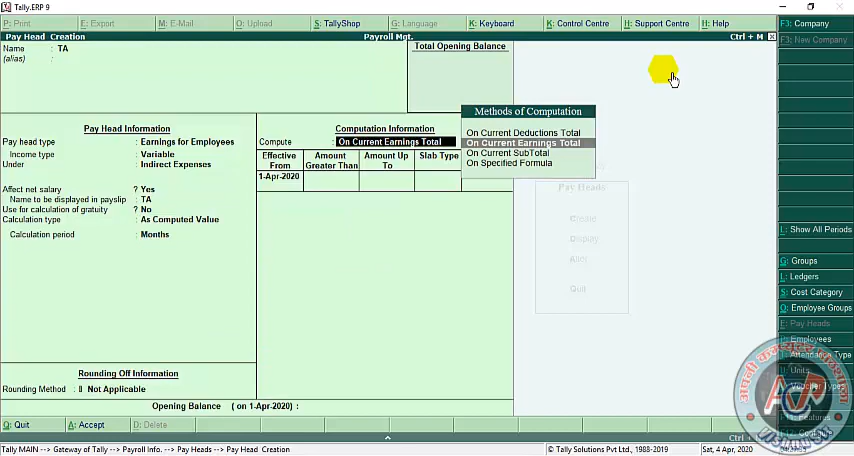 Tally.ERP 9
P: Print E: Export M: E-Mail O: Upload S: TallyShop G: Language K: Keyboard K: Control Centre H: Support Centre H: Help F3: Company
Pay Head Creation Payroll Mgt. Ctrl + M F3: New Company
Name : TA Total Opening Balance
(alias) :
Methods of Computation
Pay Head Information Computation Information
On Current Deductions Total
Pay head type : Earnings for Employees Compute : On Current Earnings Total On Current Earnings Total
Income type : Variable Effective From Amount Greater Than Amount Up To Slab Type On Current SubTotal
Under : Indirect Expenses On Specified Formula
1-Apr-2020
Affect net salary ? Yes Pay Heads
Name to be displayed in payslip : TA
Use for calculation of gratuity ? No
Calculation type : As Computed Value Create
Calculation period : Months Display
Alter
Quit
L: Show All Periods
G: Groups
L: Ledgers
S: Cost Category
O: Employee Groups
E: Pay Heads
P: Employees
Attendance Type
U: Units
Voucher Types
F11: Features
F12: Configure
Rounding Off Information
Rounding Method : Not Applicable
Opening Balance ( on 1-Apr-2020) :
Q: Quit A: Accept D: Delete
Tally MAIN --> Gateway of Tally --> Payroll Info. --> Pay Heads --> Pay Head Creation © Tally Solutions Pvt Ltd., 1988-2019 Sat, 4 Apr, 2020
ACR